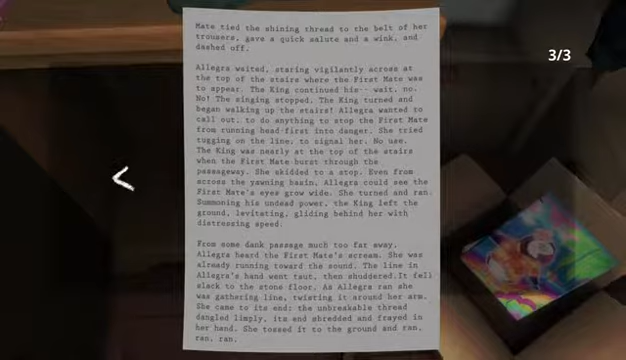 Mate tied the shining thread to the belt of her
trousers, gave a quick salute and a wink, and
dashed off.
3/3
Allegra waited, staring vigilantly across at
the top of the stairs where the First Mate was
to appear. The King continued his-- wait, no.
No! The singing stopped. The King turned and
began walking up the stairs! Allegra wanted to
call out, to do anything to stop the First Mate
from running head-first into danger. She tried
tugging on the line, to signal her. No use.
The King was nearly at the top of the stairs
when the First Mate burst through the
passageway. She skidded to a stop. Even from
across the yawning basin, Allegra could see the
First Mate's eyes grow wide. She turned and ran.
Summoning his undead power, the King left the
ground, levitating, gliding behind her with
distressing speed.
From some dank passage much too far away,
Allegra heard the First Mate's scream. She was
already running toward the sound. The line in
Allegra's hand went taut, then shuddered.It fell
slack to the stone floor. As Allegra ran she
was gathering line, twisting it around her arm.
She came to its end; the unbreakable thread
dangled limply, its end shredded and frayed in
her hand. She tossed it to the ground and ran,
ran, ran.